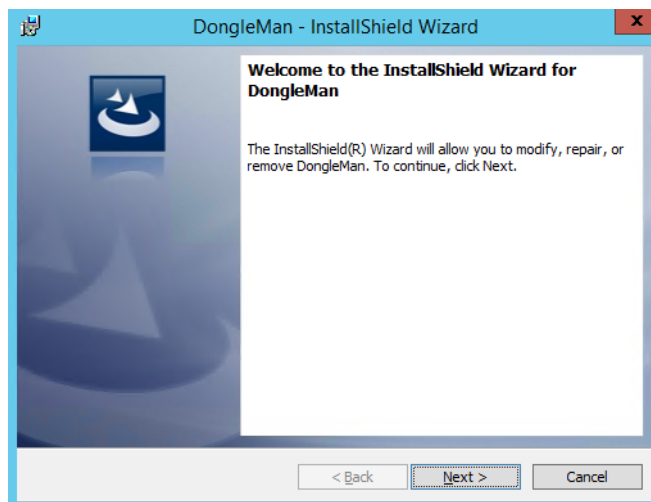 DongleMan - InstallShield Wizard
x
Welcome to the InstallShield Wizard for
DongleMan
The InstallShield(R) Wizard will allow you to modify, repair, or
remove DongleMan. To continue, click Next.
< Back
Next >
Cancel